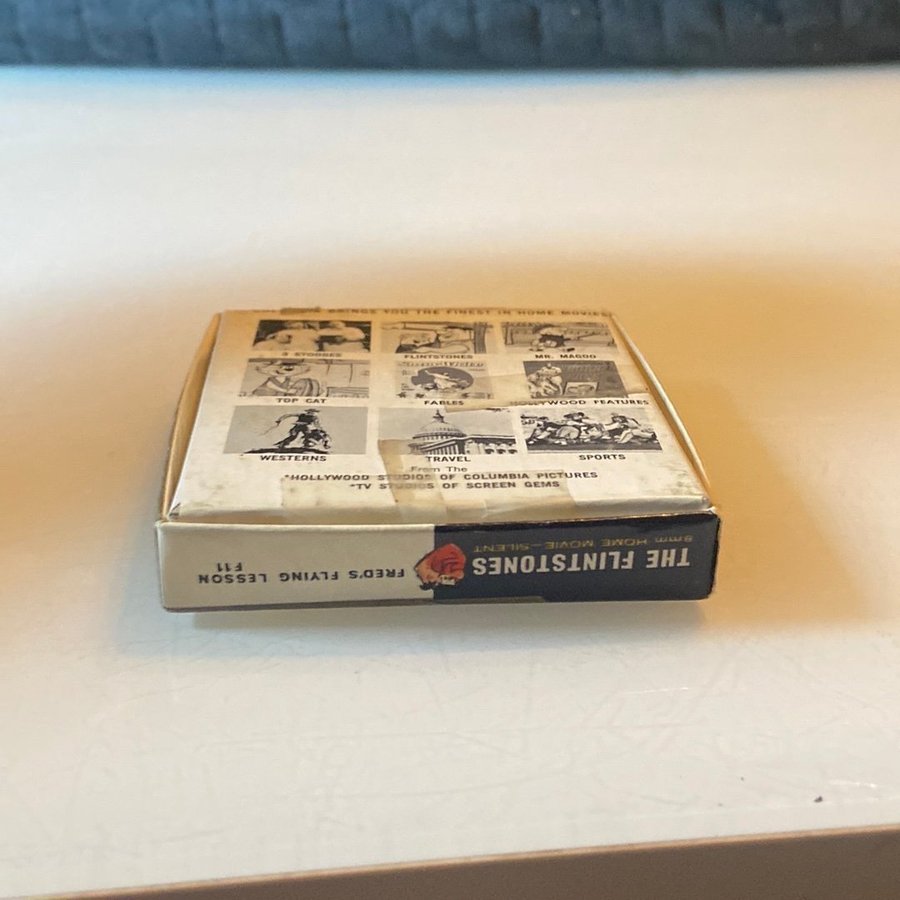 BRINGS YOU THE FINEST IN HOME MOVIES
3 STOOGES FLINTSTONES MR. MAGOO
TOP CAT FABLES HOLLYWOOD FEATURES
WESTERNS TRAVEL SPORTS
From The
*HOLLYWOOD STUDIOS OF COLUMBIA PICTURES
*TV STUDIOS OF SCREEN GEMS
THE FLINTSTONES
8mm HOME MOVIE—SILENT
FRED'S FLYING LESSON
F11